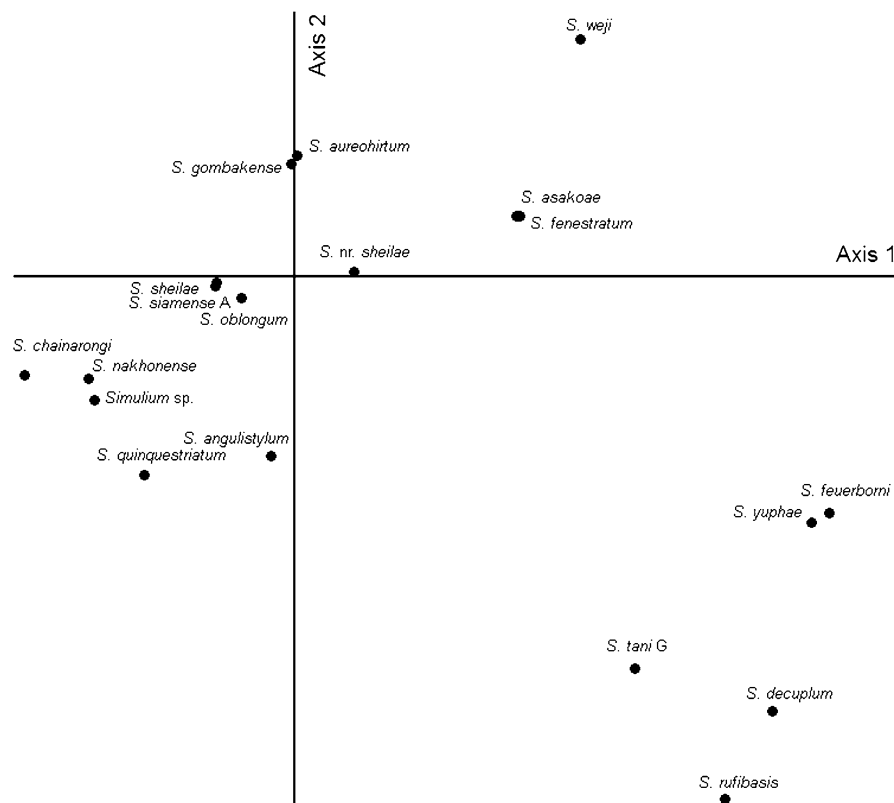 S. weji
Axis 2
S. aureohirtum
S. gombakense
S. asakoae
S. fenestratum
S. nr. sheilae
Axis 1
S. sheilae
S. siamense A
S. oblongum
S. chainarongi
S. nakhonense
Simulium sp.
S. angulistylum
S. quinquestriatum
S. feuerborni
S. yuphae
S. tani G
S. decuplum
S. rufibasis